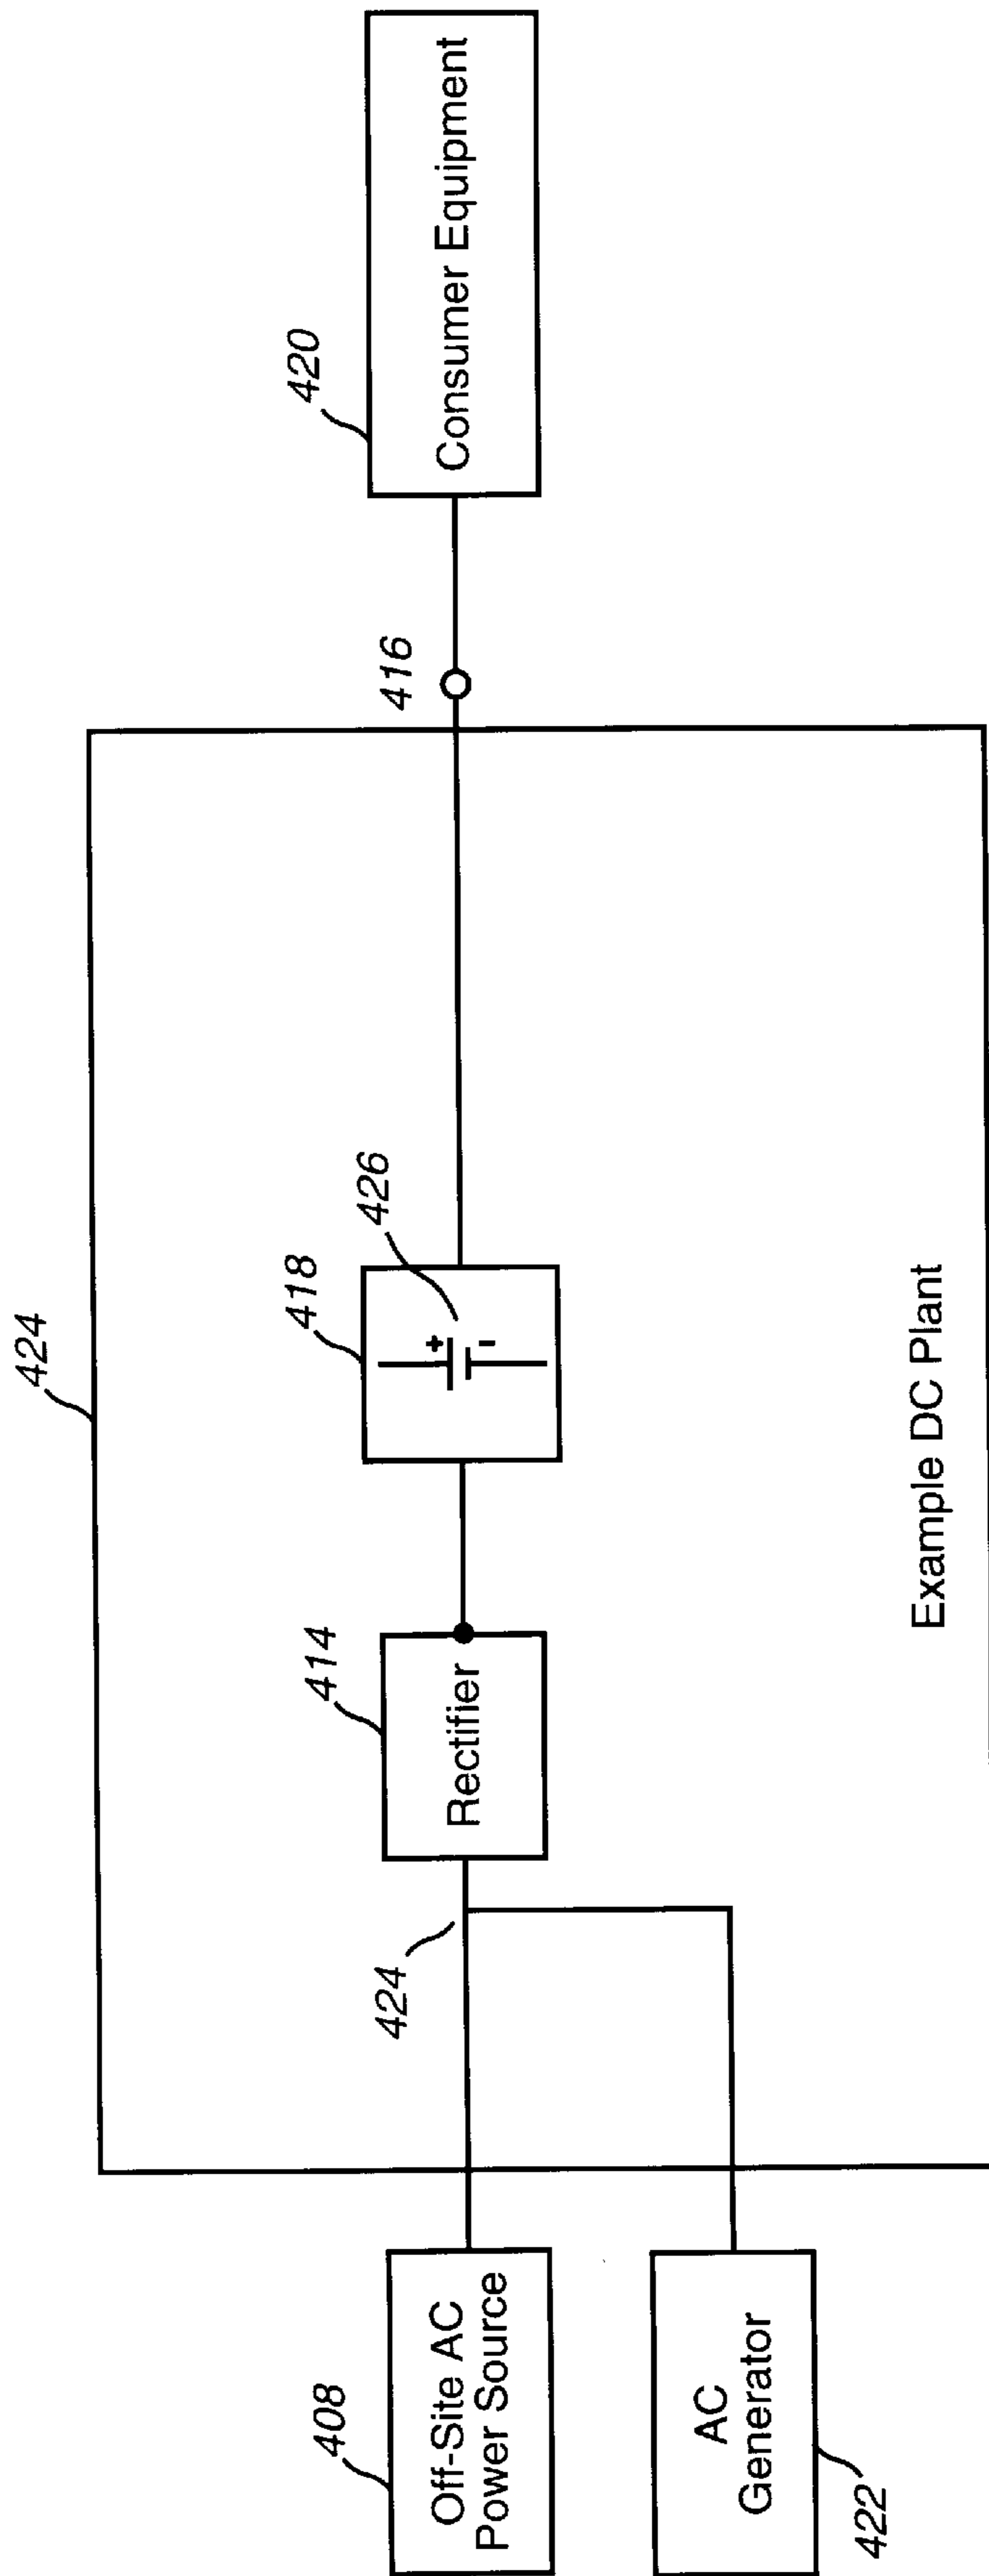 424
420
Consumer Equipment
416
418
426
+
-
414
Rectifier
424
408
Off-Site AC
Power Source
AC
Generator
422
Example DC Plant